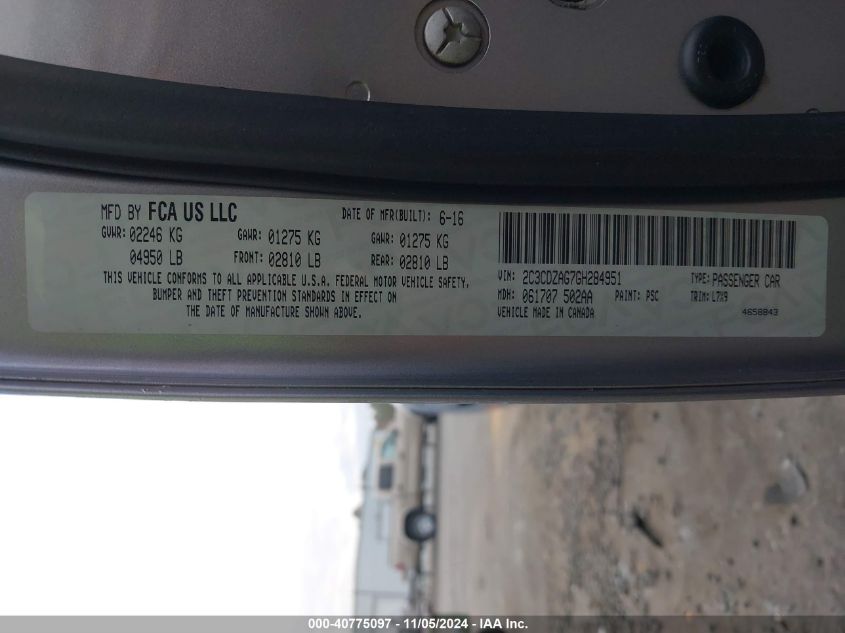 MFD BY FCA US LLC DATE OF MFR(BUILT): 6-16
GVWR: 02246 KG GAWR: 01275 KG GAWR: 01275 KG
04950 LB FRONT: 02810 LB REAR: 02810 LB
THIS VEHICLE CONFORMS TO ALL APPLICABLE U.S.A. FEDERAL MOTOR VEHICLE SAFETY,
BUMPER AND THEFT PREVENTION STANDARDS IN EFFECT ON
THE DATE OF MANUFACTURE SHOWN ABOVE.
VIN: 2C3CDZAG7GH284951 TYPE: PASSENGER CAR
MDH: 061707 502AA PAINT: PSC TRIM: L7X9
VEHICLE MADE IN CANADA 4658843
000-40775097 - 11/05/2024 - IAA Inc.